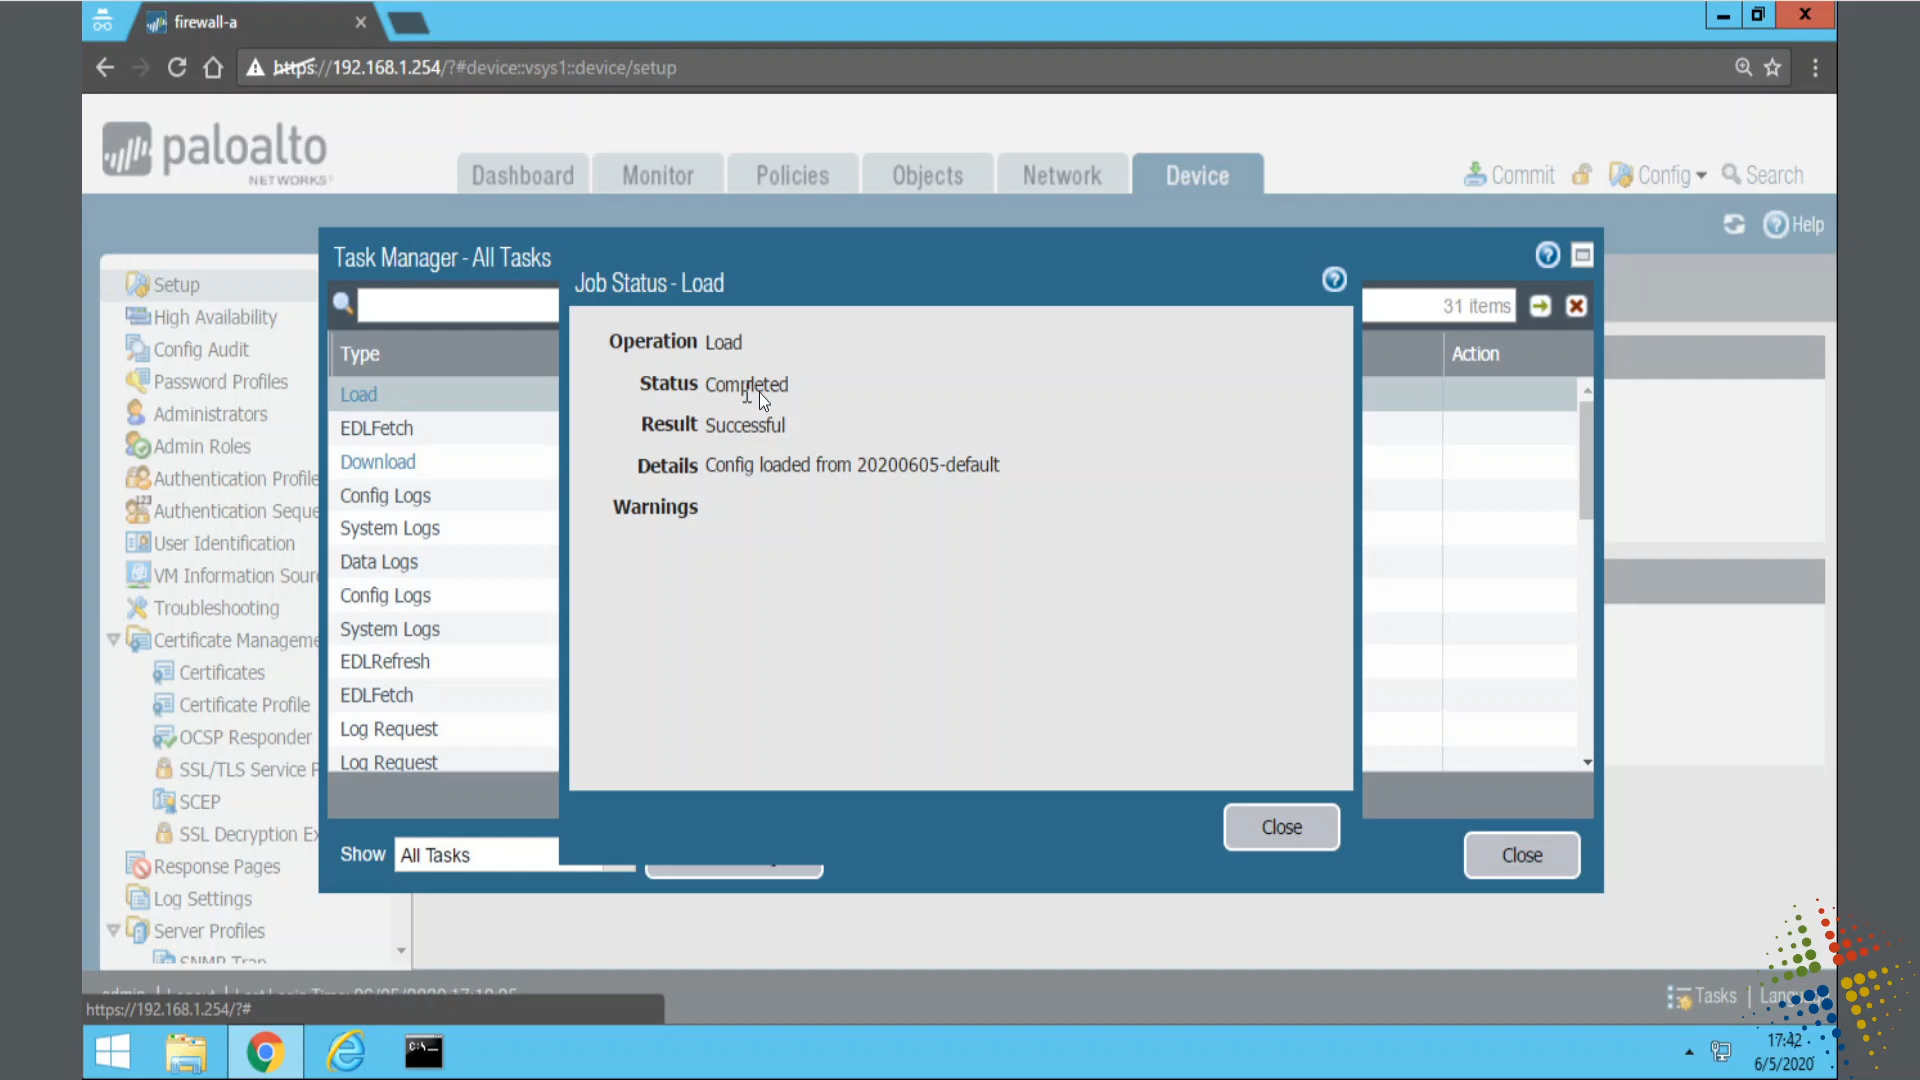 firewall-a
https://192.168.1.254/?#device::vsys1::device/setup
paloalto
NETWORKS
Dashboard
Monitor
Policies
Objects
Network
Device
Commit
Config
Search
Help
Task Manager - All Tasks
Job Status - Load
31 items
Type
Action
Load
EDLFetch
Download
Config Logs
System Logs
Data Logs
Config Logs
System Logs
EDLRefresh
EDLFetch
Log Request
Log Request
Operation Load
Status Completed
Result Successful
Details Config loaded from 20200605-default
Warnings
Close
Show All Tasks
Close
Setup
High Availability
Config Audit
Password Profiles
Administrators
Admin Roles
Authentication Profile
123
Authentication Seque
User Identification
VM Information Sour
Troubleshooting
Certificate Manageme
Certificates
Certificate Profile
OCSP Responder
SSL/TLS Service P
SCEP
SSL Decryption Ex
Response Pages
Log Settings
Server Profiles
SNMP Trap
https://192.168.1.254/?#
Tasks
C:\_
17:42
6/5/2020